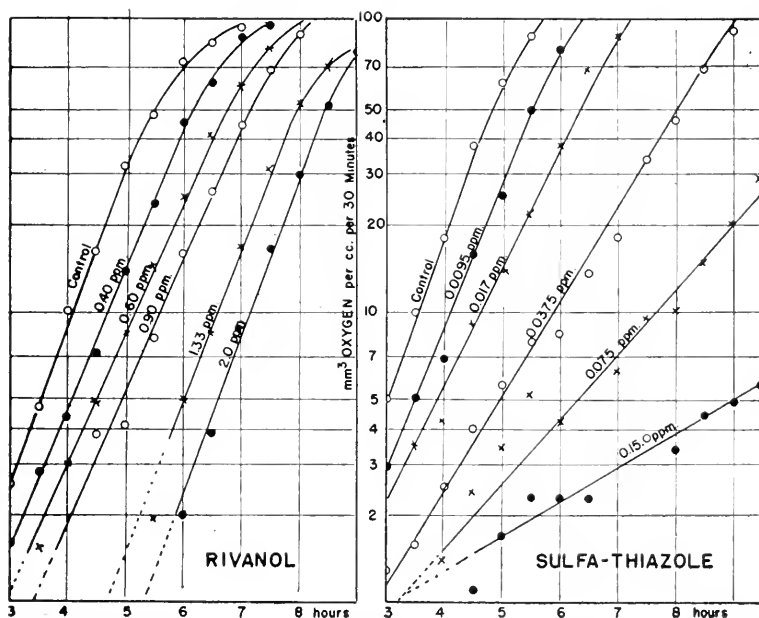 Control
0.40 ppm
0.60 ppm
0.90 ppm.
1.33 ppm
2.0 ppm.
RIVANOL
3 4 5 6 7 8 hours
mm3 OXYGEN per cc. per 30 Minutes
100
70
50
40
30
20
10
7
5
4
3
2
Control
0.0095 ppm
0.017 ppm
0.0375 ppm
0.075 ppm.
0.15.0 ppm.
SULFA-THIAZOLE
3 4 5 6 7 8 hours